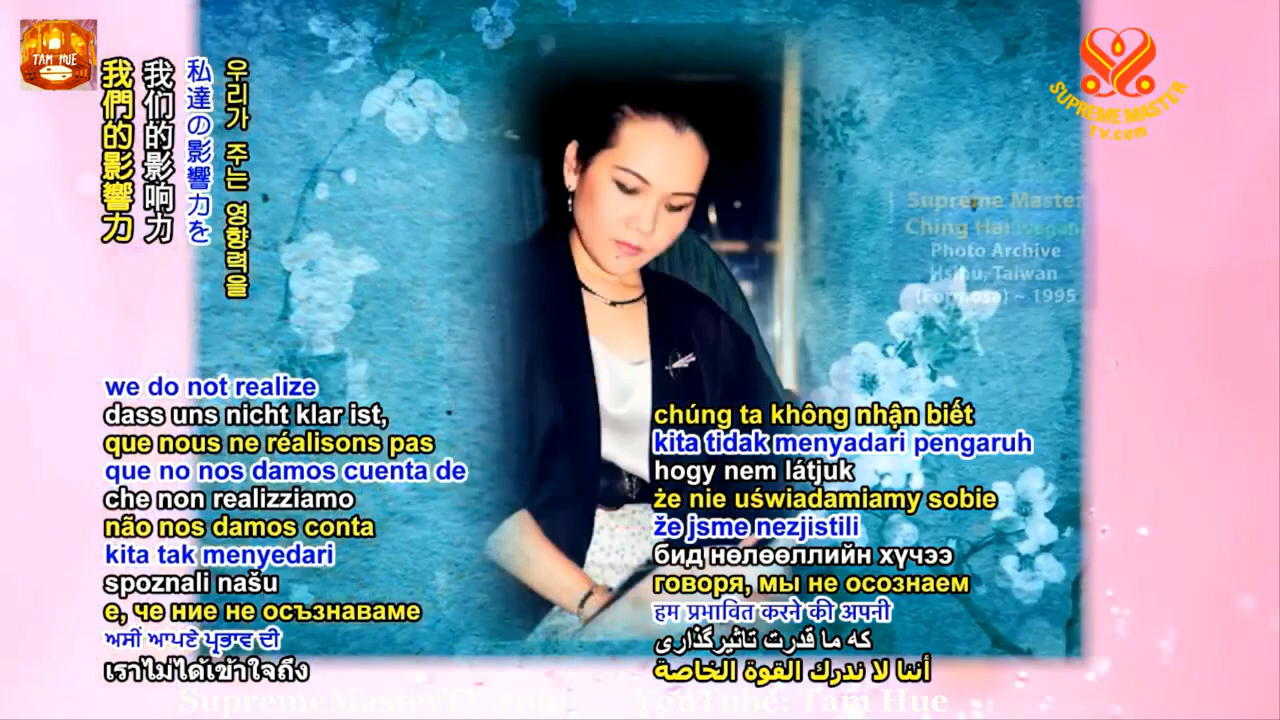 TAM HUE
我們的影響力
我们的影响力
私達の影響力を
우리가 주는 영향력을
SUPREME MASTER
TV.com
Supreme Master
Ching Hai (vegan)
Photo Archive
Hsihu, Taiwan
(Formosa) ~ 1995
we do not realize
dass uns nicht klar ist,
que nous ne réalisons pas
que no nos damos cuenta de
che non realizziamo
não nos damos conta
kita tak menyedari
spoznali našu
е, че ние не осъзнаваме
ਅਸੀਂ ਆਪਣੇ ਪ੍ਰਭਾਵ ਦੀ
เราไม่ได้เข้าใจถึง
chúng ta không nhận biết
kita tidak menyadari pengaruh
hogy nem látjuk
że nie uświadamiamy sobie
že jsme nezjistili
бид нөлөөллийн хүчээ
говоря, мы не осознаем
हम प्रभावित करने की अपनी
که ما قدرت تاثیرگذاری
أننا لا ندرك القوة الخاصة
YouTube: Tam Hue